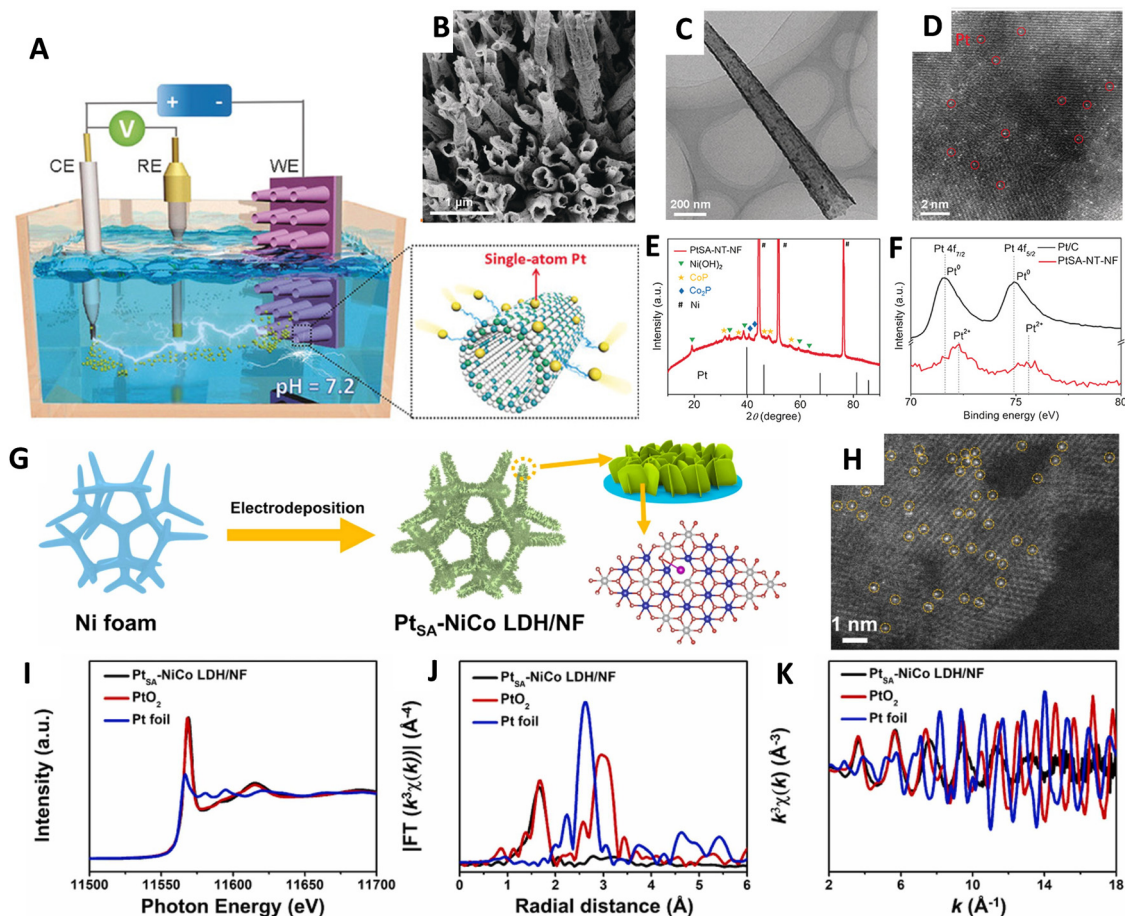 A
+ -
V
CE
RE
WE
Single-atom Pt
pH = 7.2
B
1 μm
C
200 nm
D
Pt
2 nm
E
PtSA-NT-NF
Ni(OH)₂
CoP
Co₂P
# Ni
# # #
Pt
Intensity (a.u.)
20 40 60 80
2θ (degree)
F
Pt 4f₇/₂ Pt 4f₅/₂
Pt/C
PtSA-NT-NF
Pt⁰ Pt⁰
Pt²⁺ Pt²⁺
Intensity (a.u.)
70 75 80
Binding energy (eV)
G
Electrodeposition
Ni foam
Pt_SA-NiCo LDH/NF
H
1 nm
I
Pt_SA-NiCo LDH/NF
PtO₂
Pt foil
Intensity (a.u.)
11500 11550 11600 11650 11700
Photon Energy (eV)
J
Pt_SA-NiCo LDH/NF
PtO₂
Pt foil
|FT (k³χ(k))| (Å⁻⁴)
0 1 2 3 4 5 6
Radial distance (Å)
K
Pt_SA-NiCo LDH/NF
PtO₂
Pt foil
k³χ(k) (Å⁻³)
2 6 10 14 18
k (Å⁻¹)